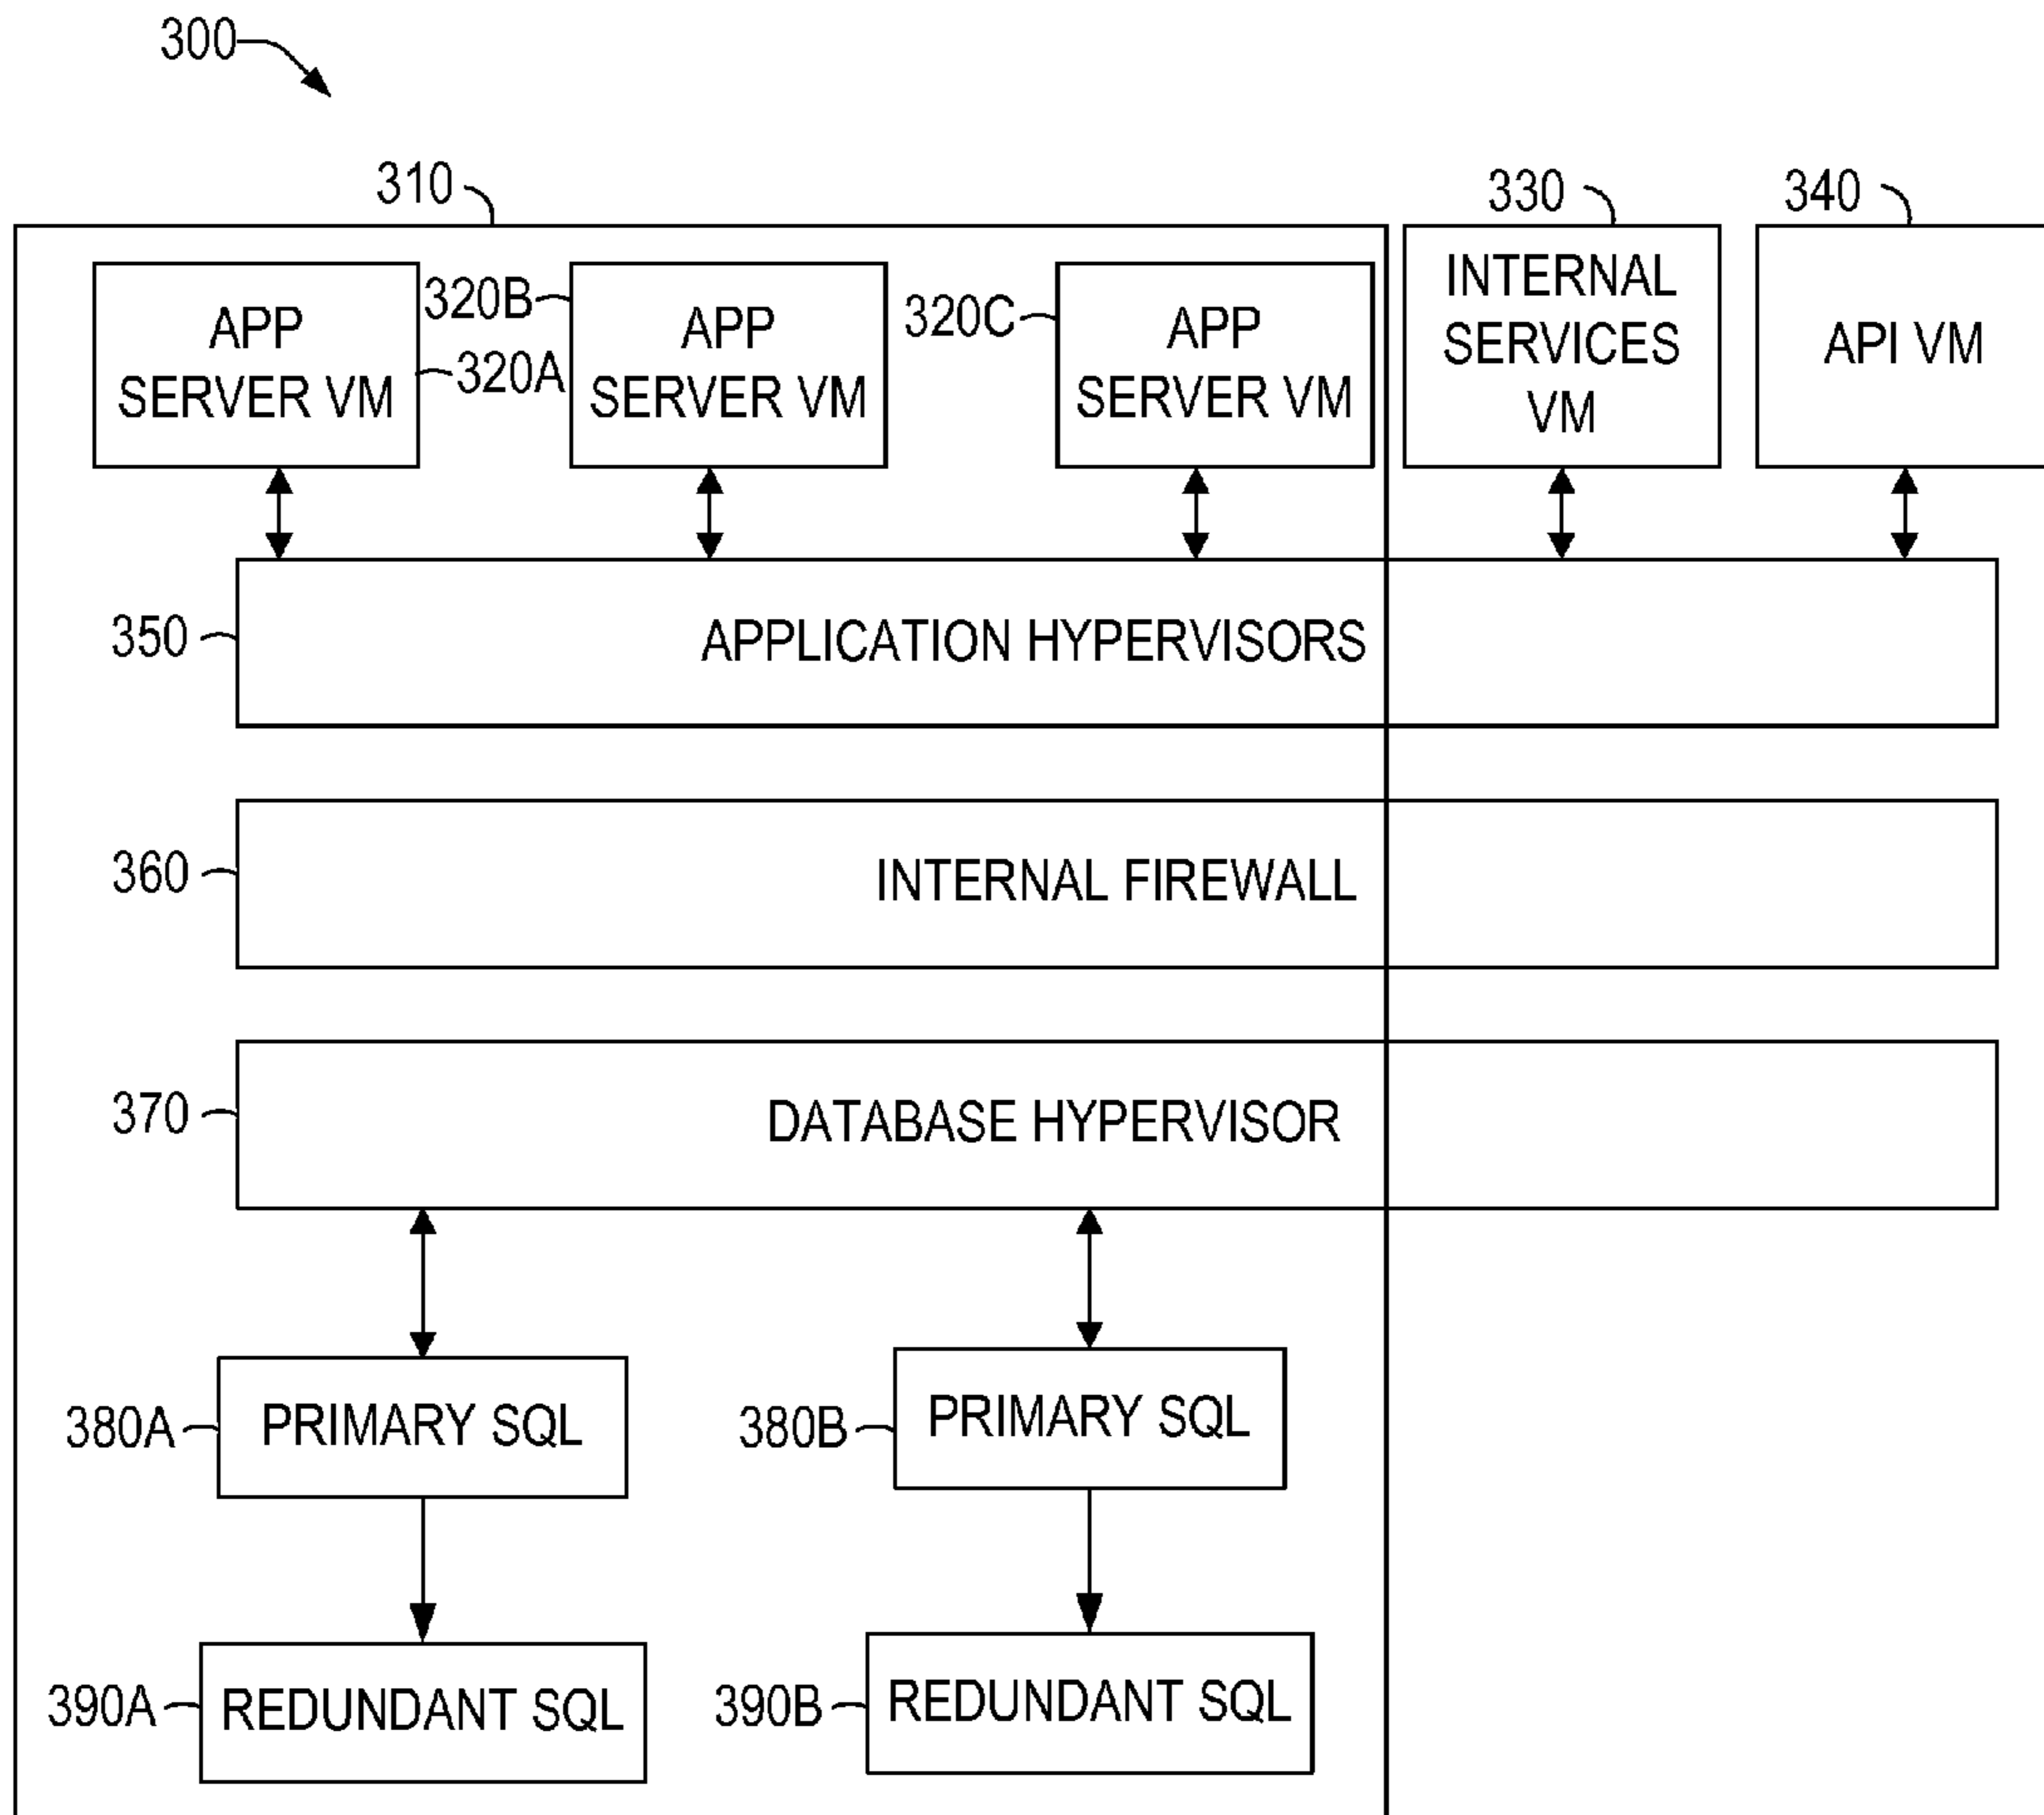 300
310
330
340
APP
SERVER VM
320A
320B
APP
SERVER VM
320C
APP
SERVER VM
INTERNAL
SERVICES
VM
API VM
350
APPLICATION HYPERVISORS
360
INTERNAL FIREWALL
370
DATABASE HYPERVISOR
380A
PRIMARY SQL
380B
PRIMARY SQL
390A
REDUNDANT SQL
390B
REDUNDANT SQL